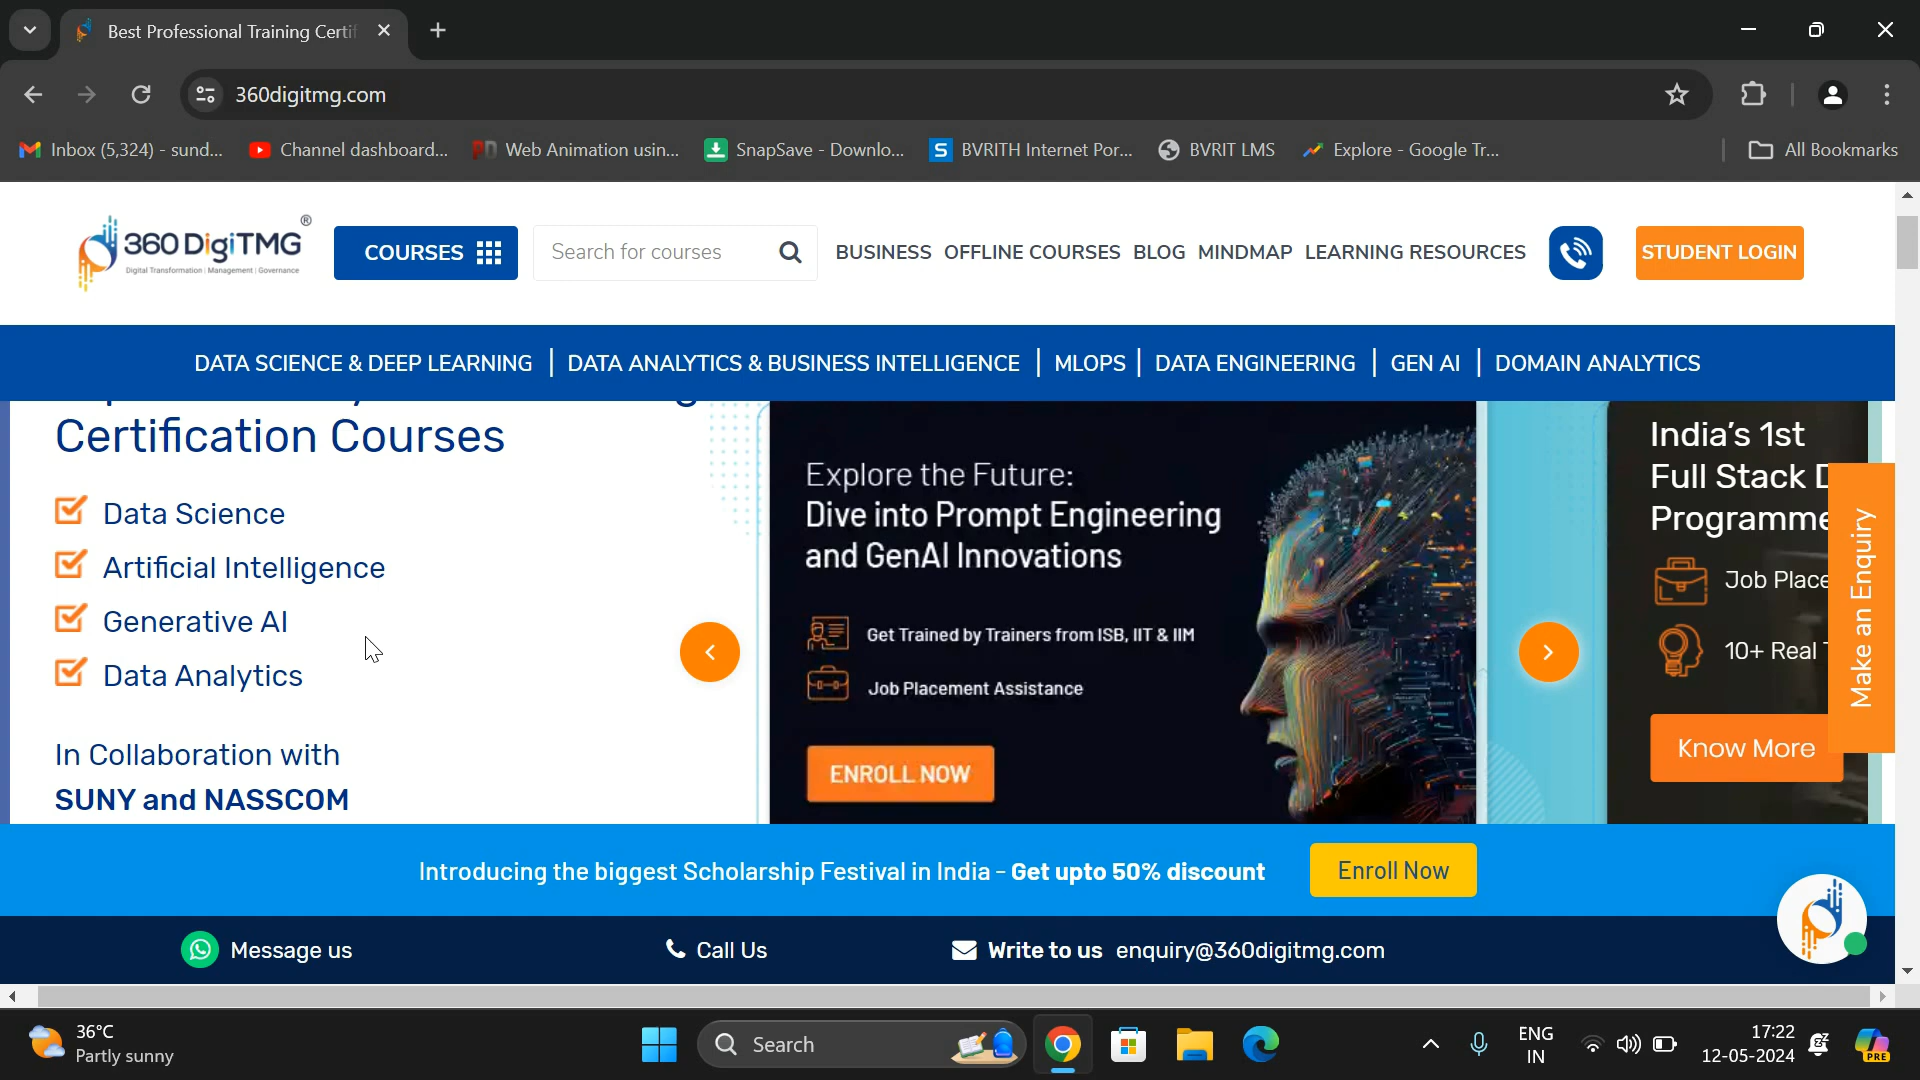 Best Professional Training Certif
360digitmg.com
Inbox (5,324) - sund...
Channel dashboard...
Web Animation usin...
SnapSave - Downlo...
BVRITH Internet Por...
BVRIT LMS
Explore - Google Tr...
All Bookmarks
360 DigiTMG®
Digital Transformation | Management | Governance
COURSES
Search for courses
BUSINESS
OFFLINE COURSES
BLOG
MINDMAP
LEARNING RESOURCES
STUDENT LOGIN
DATA SCIENCE & DEEP LEARNING
DATA ANALYTICS & BUSINESS INTELLIGENCE
MLOPS
DATA ENGINEERING
GEN AI
DOMAIN ANALYTICS
Certification Courses
Data Science
Artificial Intelligence
Generative AI
Data Analytics
In Collaboration with
SUNY and NASSCOM
Explore the Future:
Dive into Prompt Engineering
and GenAI Innovations
Get Trained by Trainers from ISB, IIT & IIM
Job Placement Assistance
ENROLL NOW
India's 1st
Full Stack D
Programme
Job Place
10+ Real
Know More
Make an Enquiry
Introducing the biggest Scholarship Festival in India - Get upto 50% discount
Enroll Now
Message us
Call Us
Write to us enquiry@360digitmg.com
36°C
Partly sunny
Search
ENG
IN
17:22
12-05-2024
PRE